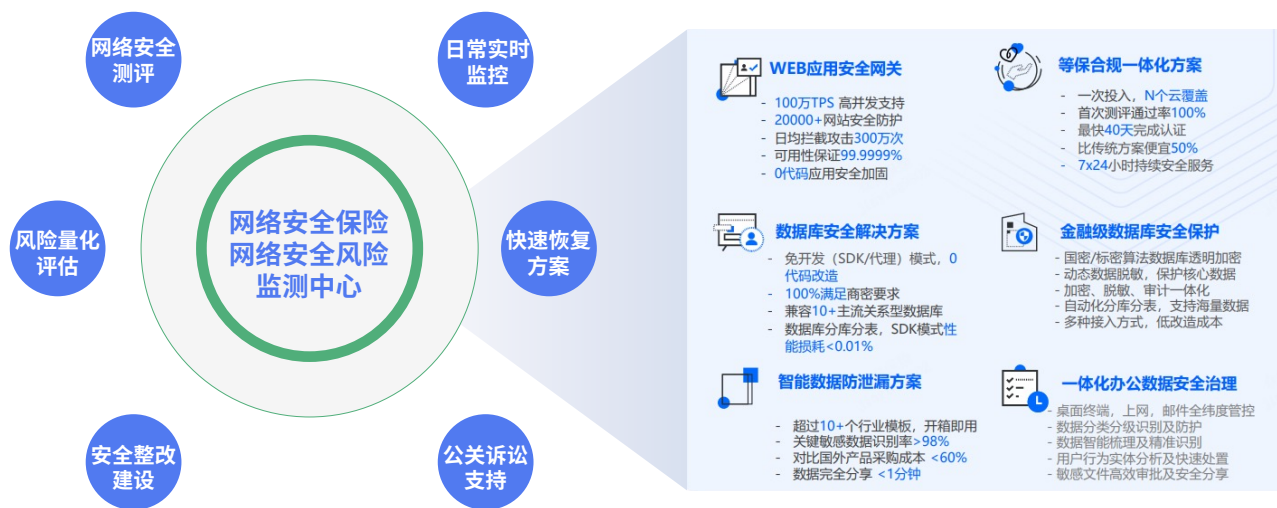 网络安全
测评
日常实时
监控
风险量化
评估
网络安全保险
网络安全风险
监测中心
快速恢复
方案
安全整改
建设
公关诉讼
支持
WEB应用安全网关
- 100万TPS 高并发支持
- 20000+网站安全防护
- 日均拦截攻击300万次
- 可用性保证99.9999%
- 0代码应用安全加固
等保合规一体化方案
- 一次投入，N个云覆盖
- 首次测评通过率100%
- 最快40天完成认证
- 比传统方案便宜50%
- 7x24小时持续安全服务
数据库安全解决方案
- 免开发（SDK/代理）模式，0
代码改造
- 100%满足商密要求
- 兼容10+主流关系型数据库
- 数据库分库分表，SDK模式性
能损耗<0.01%
金融级数据库安全保护
- 国密/标密算法数据库透明加密
- 动态数据脱敏，保护核心数据
- 加密、脱敏、审计一体化
- 自动化分库分表，支持海量数据
- 多种接入方式，低改造成本
智能数据防泄漏方案
- 超过10+个行业模板，开箱即用
- 关键敏感数据识别率>98%
- 对比国外产品采购成本 <60%
- 数据完全分享 <1分钟
一体化办公数据安全治理
- 桌面终端，上网，邮件全纬度管控
- 数据分类分级识别及防护
- 数据智能梳理及精准识别
- 用户行为实体分析及快速处置
- 敏感文件高效审批及安全分享